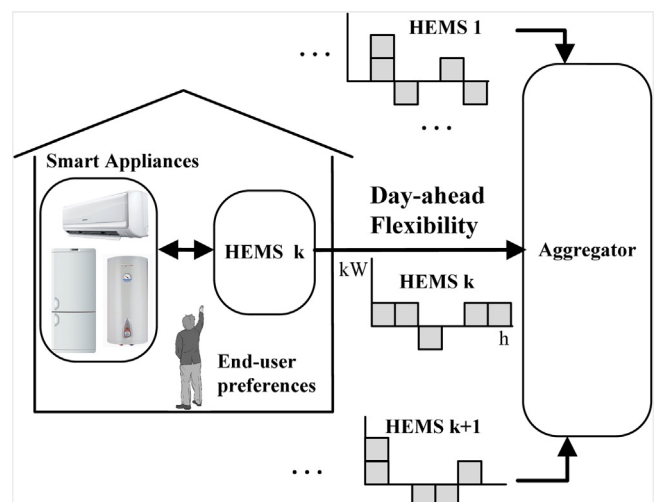 HEMS 1
Smart Appliances
Day-ahead
Flexibility
HEMS k
Aggregator
kW
HEMS k
h
End-user
preferences
HEMS k+1